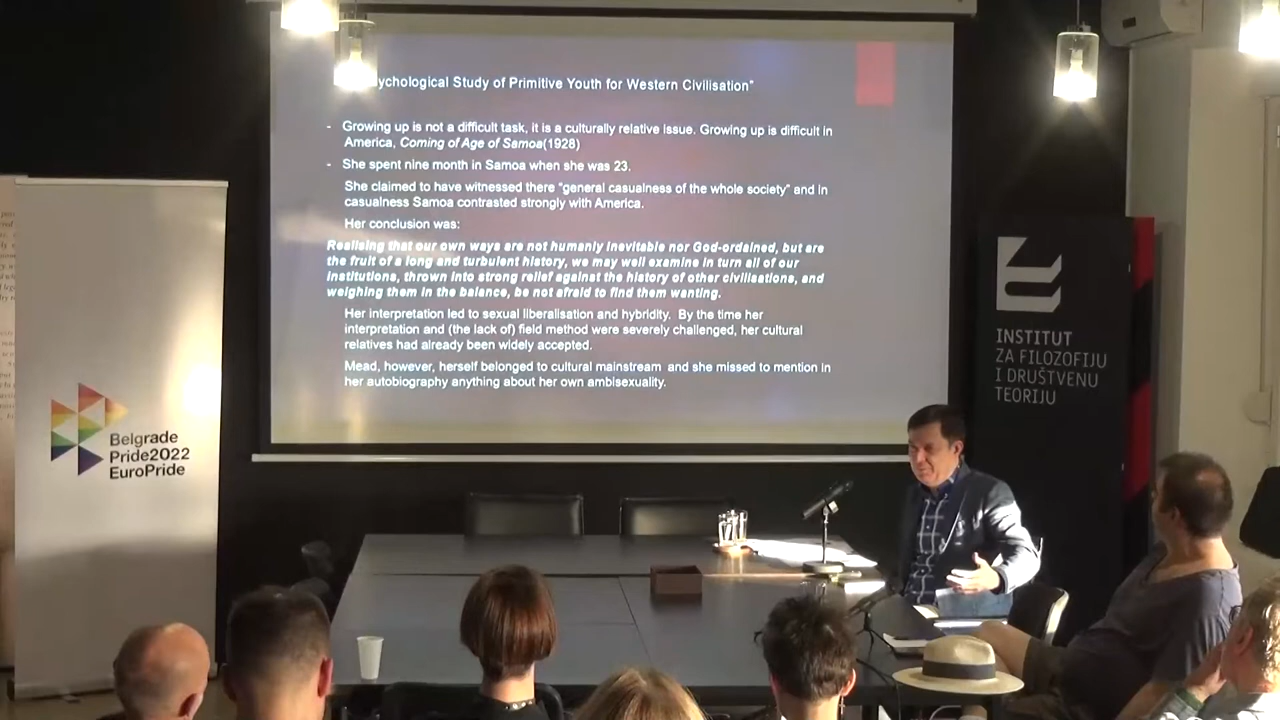 ychological Study of Primitive Youth for Western Civilisation"
- Growing up is not a difficult task, it is a culturally relative issue. Growing up is difficult in
America, Coming of Age of Samoa(1928)
- She spent nine month in Samoa when she was 23.
She claimed to have witnessed there "general casualness of the whole society" and in
casualness Samoa contrasted strongly with America.
Her conclusion was:
Realising that our own ways are not humanly inevitable nor God-ordained, but are
the fruit of a long and turbulent history, we may well examine in turn all of our
institutions, thrown into strong relief against the history of other civilisations, and
weighing them in the balance, be not afraid to find them wanting.
Her interpretation led to sexual liberalisation and hybridity. By the time her
interpretation and (the lack of) field method were severely challenged, her cultural
relatives had already been widely accepted.
Mead, however, herself belonged to cultural mainstream and she missed to mention in
her autobiography anything about her own ambisexuality.
Belgrade
Pride2022
EuroPride
INSTITUT
ZA FILOZOFIJU
I DRUŠTVENU
TEORIJU